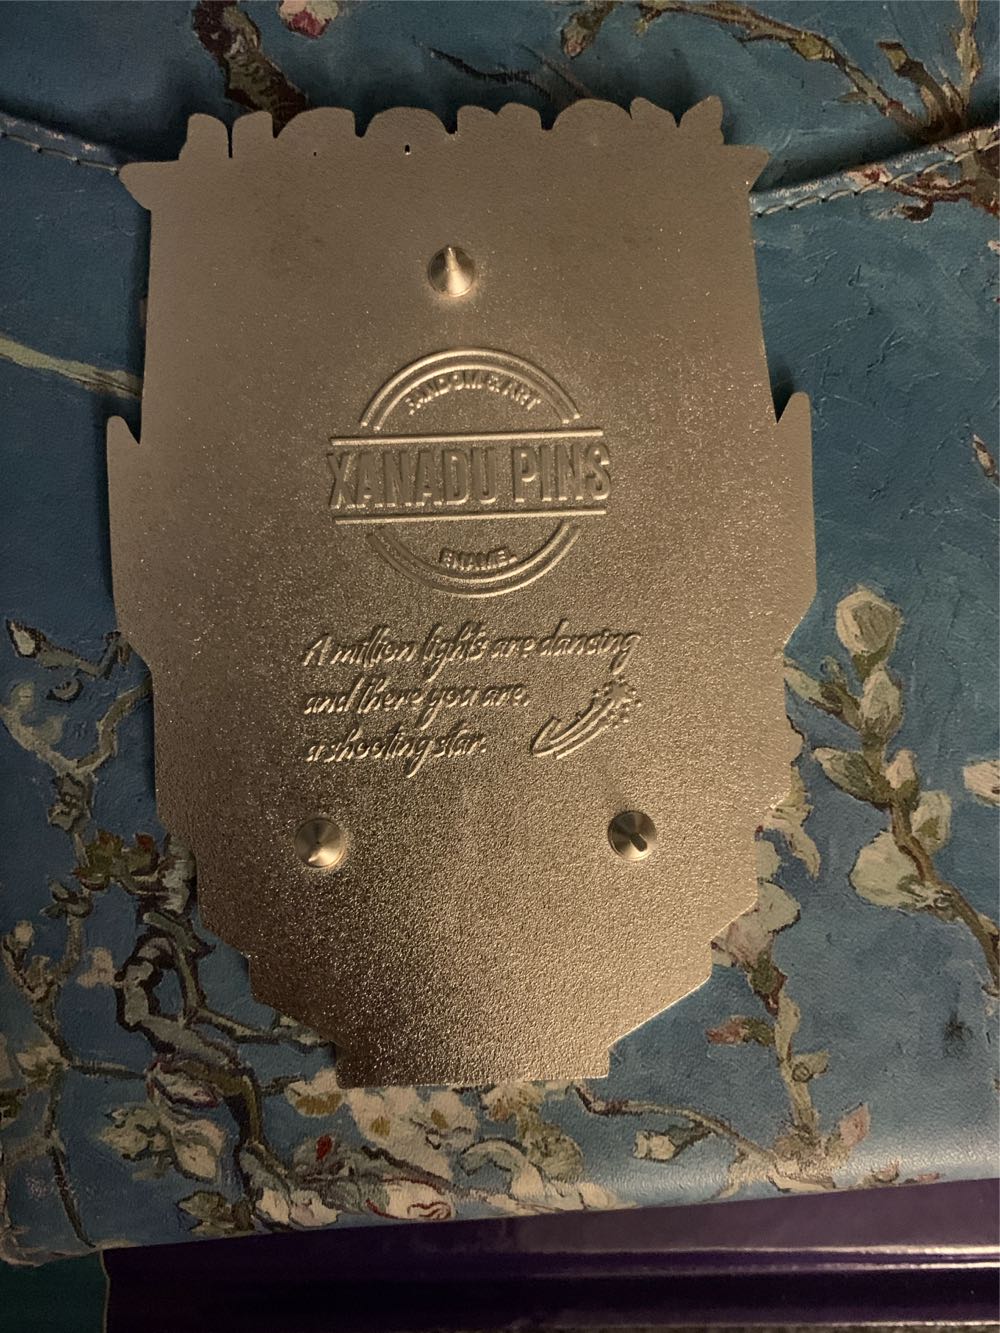 FANDOM & ART
XANADU PINS
ENAMEL
A million lights are dancing
and there you are,
a shooting star.